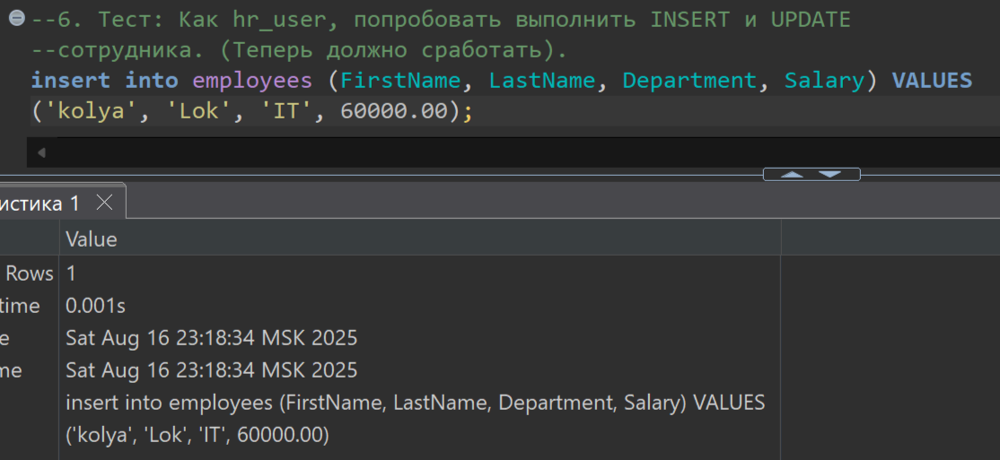 --6. Тест: Как hr_user, попробовать выполнить INSERT и UPDATE
--сотрудника. (Теперь должно сработать).
insert into employees (FirstName, LastName, Department, Salary) VALUES
('kolya', 'Lok', 'IT', 60000.00);
истика 1
Value
Rows 1
time 0.001s
e Sat Aug 16 23:18:34 MSK 2025
me Sat Aug 16 23:18:34 MSK 2025
insert into employees (FirstName, LastName, Department, Salary) VALUES
('kolya', 'Lok', 'IT', 60000.00)